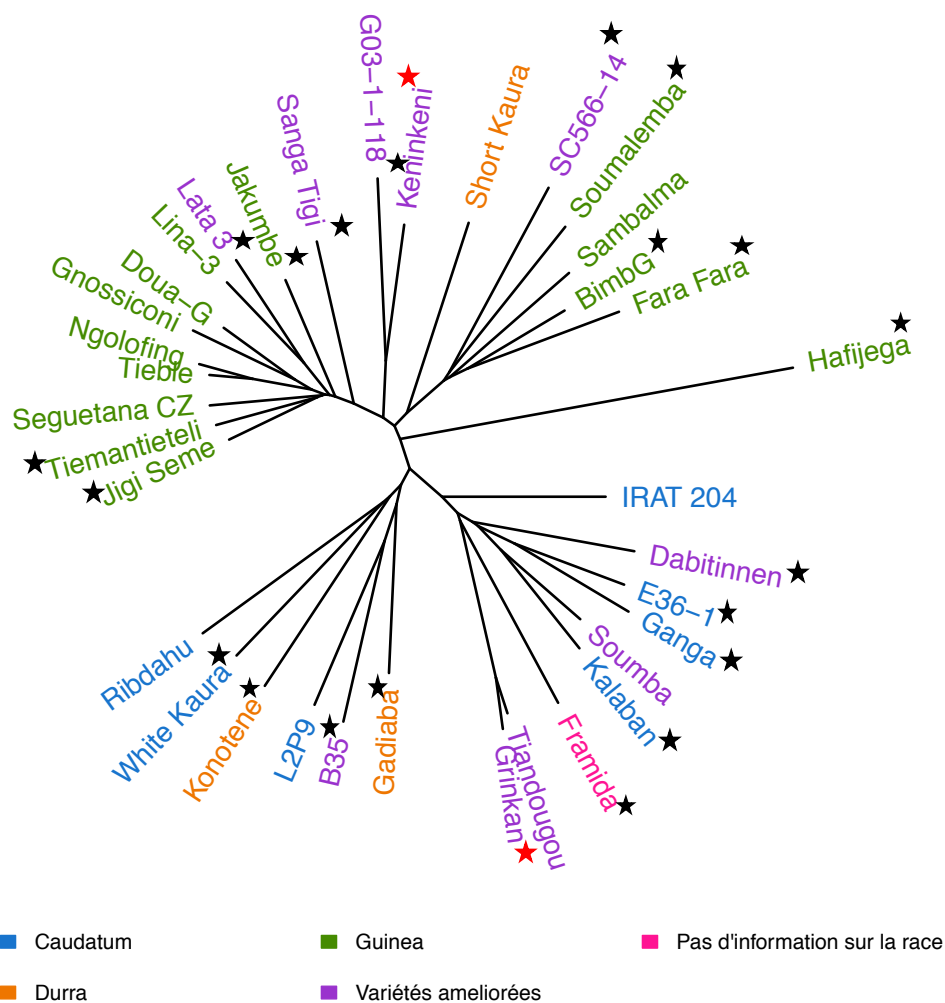 G03−1−118
Keninkeni
Short Kaura
SC566−14
Soumalemba
Sambalma
BimbG
Fara Fara
Hafijega
Sanga Tigi
Jakumbe
Lata 3
Lina−3
Doua−G
Gnossiconi
Ngolofing
Tieble
Seguetana CZ
Tiemantieteli
Jigi Seme
IRAT 204
Dabitinnen
E36−1
Ganga
Soumba
Kalaban
Framida
Tiandougou
Grinkan
Gadiaba
B35
L2P9
Konotene
White Kaura
Ribdahu
Caudatum
Guinea
Pas d'information sur la race
Durra
Variétés ameliorées